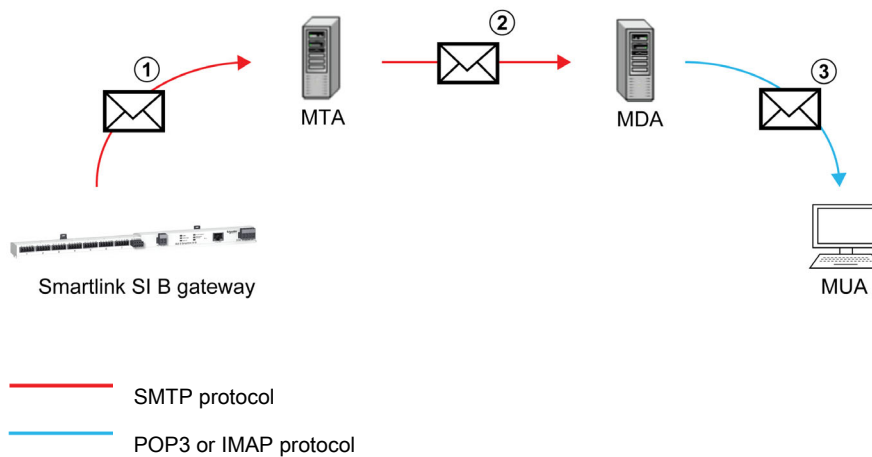 ①
②
③
MTA
MDA
Smartlink SI B gateway
MUA
SMTP protocol
POP3 or IMAP protocol